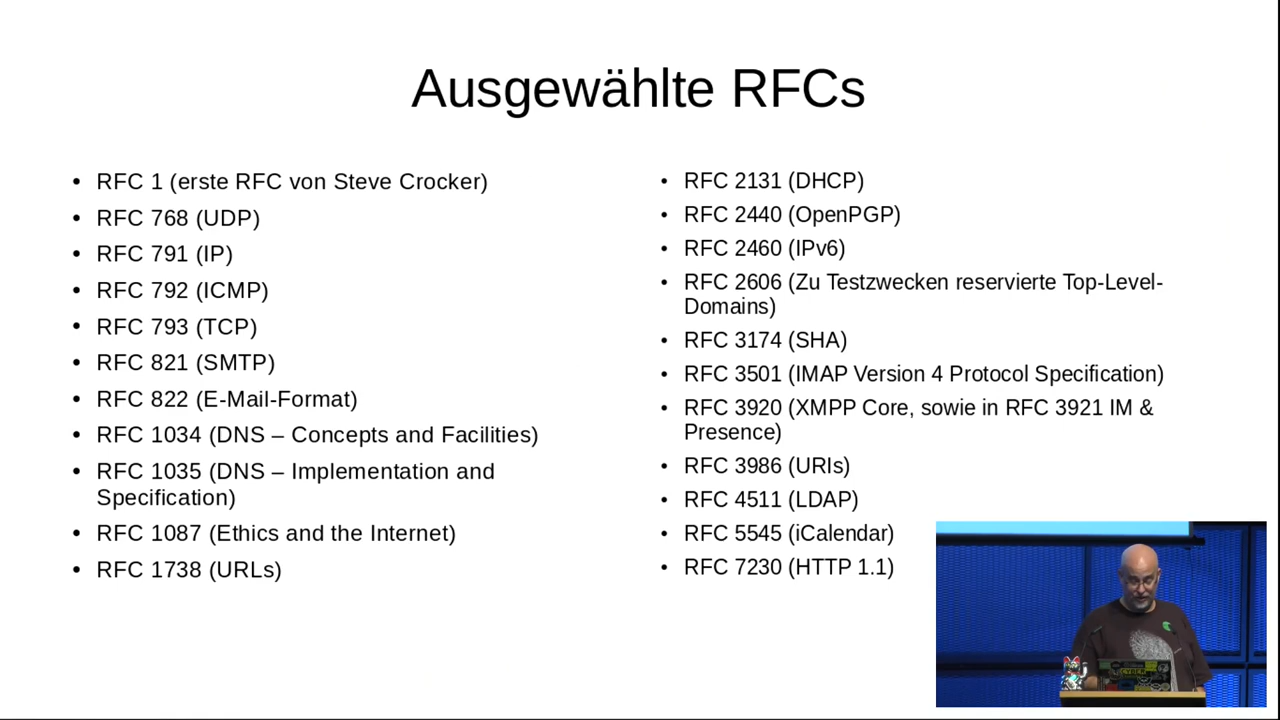 Ausgewählte RFCs
• RFC 1 (erste RFC von Steve Crocker)
• RFC 768 (UDP)
• RFC 791 (IP)
• RFC 792 (ICMP)
• RFC 793 (TCP)
• RFC 821 (SMTP)
• RFC 822 (E-Mail-Format)
• RFC 1034 (DNS – Concepts and Facilities)
• RFC 1035 (DNS – Implementation and
Specification)
• RFC 1087 (Ethics and the Internet)
• RFC 1738 (URLs)
• RFC 2131 (DHCP)
• RFC 2440 (OpenPGP)
• RFC 2460 (IPv6)
• RFC 2606 (Zu Testzwecken reservierte Top-Level-
Domains)
• RFC 3174 (SHA)
• RFC 3501 (IMAP Version 4 Protocol Specification)
• RFC 3920 (XMPP Core, sowie in RFC 3921 IM &
Presence)
• RFC 3986 (URIs)
• RFC 4511 (LDAP)
• RFC 5545 (iCalendar)
• RFC 7230 (HTTP 1.1)
CYBER